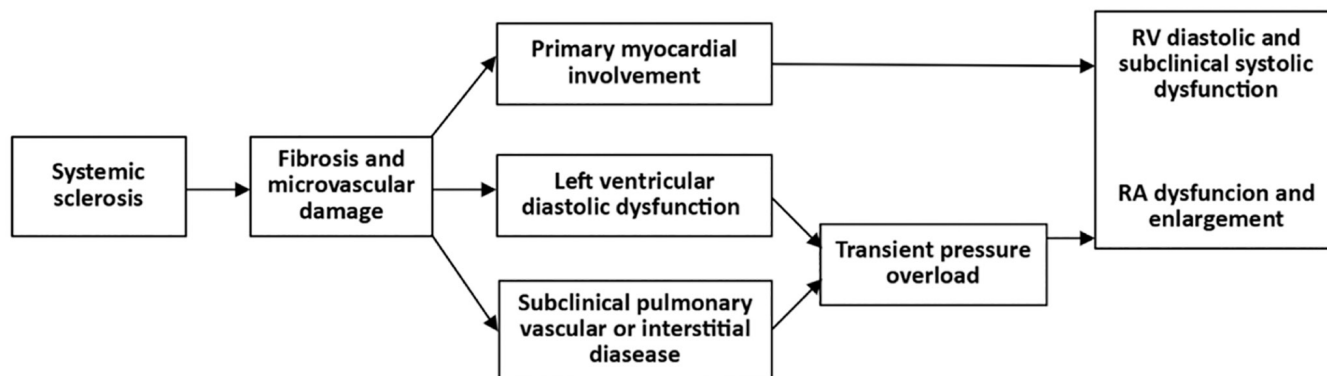 Systemic
sclerosis
Fibrosis and
microvascular
damage
Primary myocardial
involvement
Left ventricular
diastolic dysfunction
Subclinical pulmonary
vascular or interstitial
diasease
Transient pressure
overload
RV diastolic and
subclinical systolic
dysfunction
RA dysfuncion and
enlargement